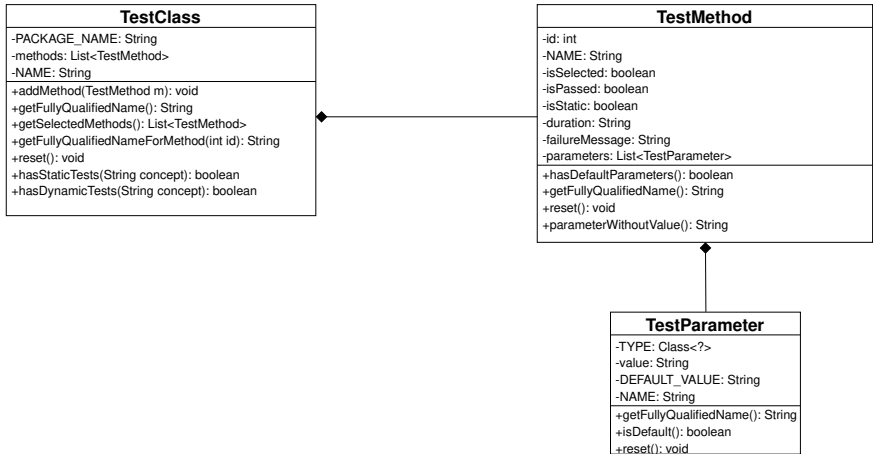 TestClass
-PACKAGE_NAME: String
-methods: List<TestMethod>
-NAME: String
+addMethod(TestMethod m): void
+getFullyQualifiedName(): String
+getSelectedMethods(): List<TestMethod>
+getFullyQualifiedNameForMethod(int id): String
+reset(): void
+hasStaticTests(String concept): boolean
+hasDynamicTests(String concept): boolean
TestMethod
-id: int
-NAME: String
-isSelected: boolean
-isPassed: boolean
-isStatic: boolean
-duration: String
-failureMessage: String
-parameters: List<TestParameter>
+hasDefaultParameters(): boolean
+getFullyQualifiedName(): String
+reset(): void
+parameterWithoutValue(): String
TestParameter
-TYPE: Class<?>
-value: String
-DEFAULT_VALUE: String
-NAME: String
+getFullyQualifiedName(): String
+isDefault(): boolean
+reset(): void